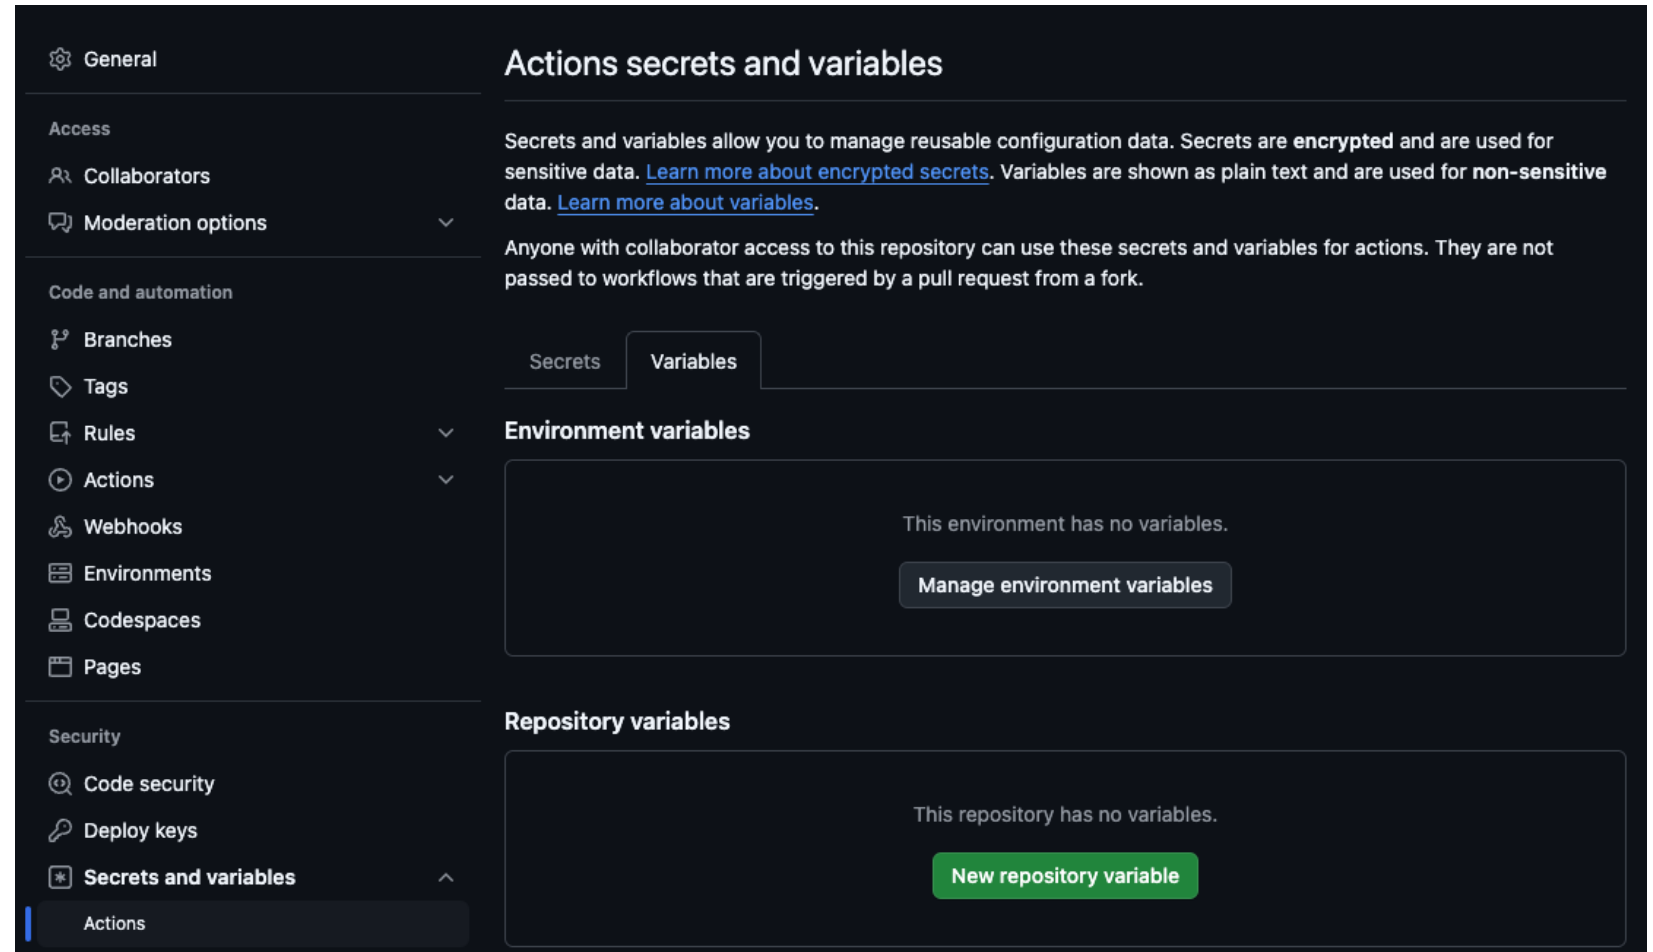 General
Access
Collaborators
Moderation options
Code and automation
Branches
Tags
Rules
Actions
Webhooks
Environments
Codespaces
Pages
Security
Code security
Deploy keys
Secrets and variables
Actions
Actions secrets and variables
Secrets and variables allow you to manage reusable configuration data. Secrets are encrypted and are used for
sensitive data. Learn more about encrypted secrets. Variables are shown as plain text and are used for non-sensitive
data. Learn more about variables.
Anyone with collaborator access to this repository can use these secrets and variables for actions. They are not
passed to workflows that are triggered by a pull request from a fork.
Secrets
Variables
Environment variables
This environment has no variables.
Manage environment variables
Repository variables
This repository has no variables.
New repository variable